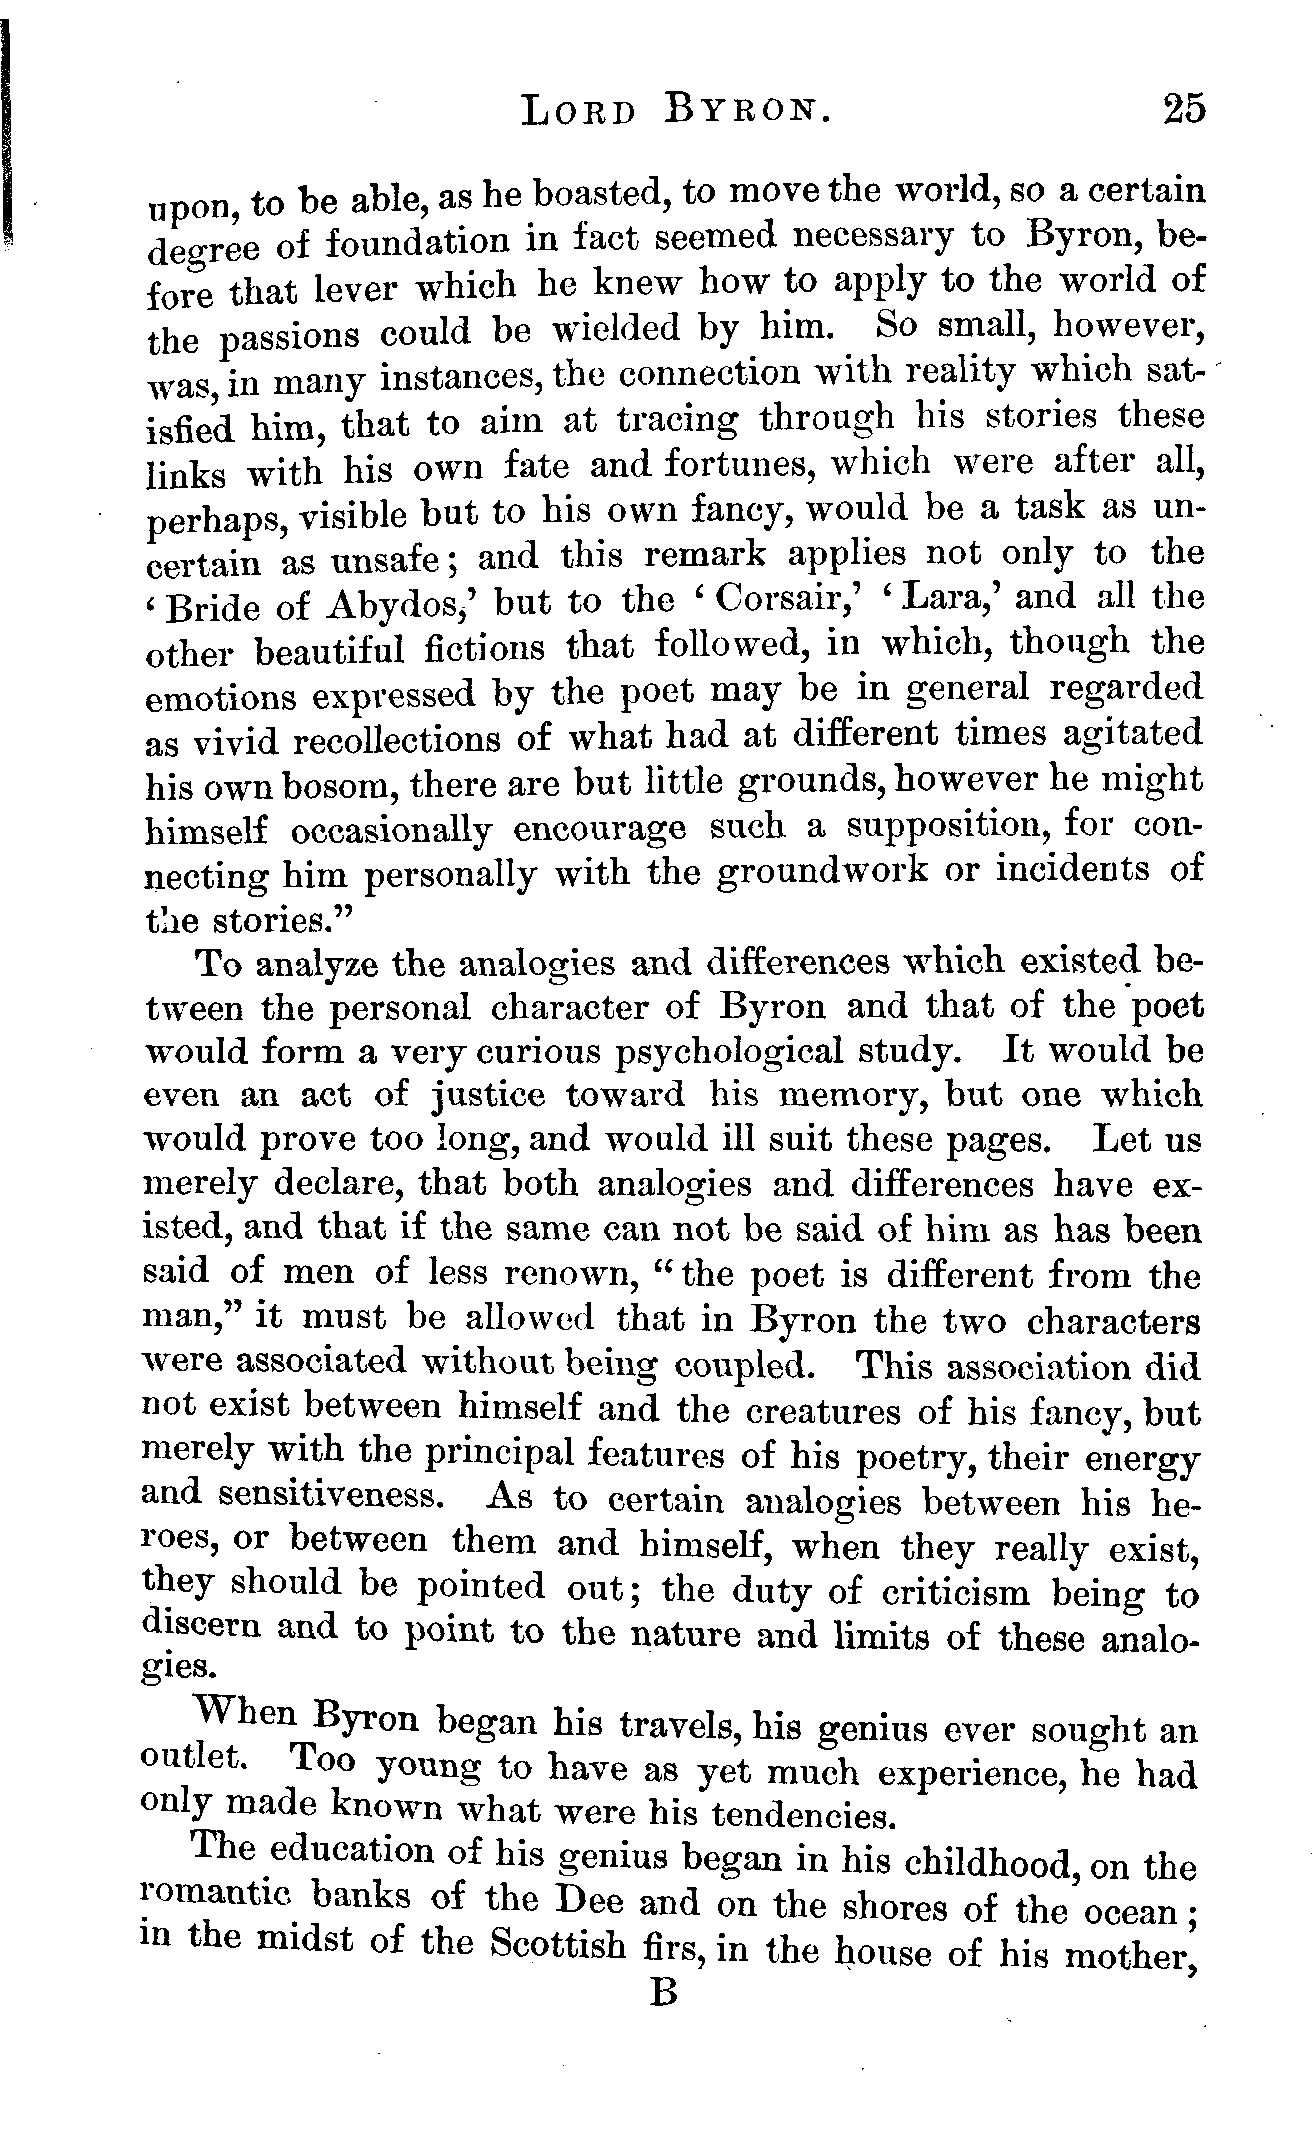 LORD BYRON. 25
upon, to be able, as he boasted, to move the world, so a certain
degree of foundation in fact seemed necessary to Byron, be-
fore that lever which he knew how to apply to the world of
the passions could be wielded by him. So small, however,
was, in many instances, the connection with reality which sat-
isfied him, that to aim at tracing through his stories these
links with his own fate and fortunes, which were after all,
perhaps, visible but to his own fancy, would be a task as un-
certain as unsafe; and this remark applies not only to the
‘Bride of Abydos,’ but to the ‘Corsair,’ ‘Lara,’ and all the
other beautiful fictions that followed, in which, though the
emotions expressed by the poet may be in general regarded
as vivid recollections of what had at different times agitated
his own bosom, there are but little grounds, however he might
himself occasionally encourage such a supposition, for con-
necting him personally with the groundwork or incidents of
the stories.”
To analyze the analogies and differences which existed be-
tween the personal character of Byron and that of the poet
would form a very curious psychological study. It would be
even an act of justice toward his memory, but one which
would prove too long, and would ill suit these pages. Let us
merely declare, that both analogies and differences have ex-
isted, and that if the same can not be said of him as has been
said of men of less renown, “the poet is different from the
man,” it must be allowed that in Byron the two characters
were associated without being coupled. This association did
not exist between himself and the creatures of his fancy, but
merely with the principal features of his poetry, their energy
and sensitiveness. As to certain analogies between his he-
roes, or between them and himself, when they really exist,
they should be pointed out; the duty of criticism being to
discern and to point to the nature and limits of these analo-
gies.
When Byron began his travels, his genius ever sought an
outlet. Too young to have as yet much experience, he had
only made known what were his tendencies.
The education of his genius began in his childhood, on the
romantic banks of the Dee and on the shores of the ocean;
in the midst of the Scottish firs, in the house of his mother,
B